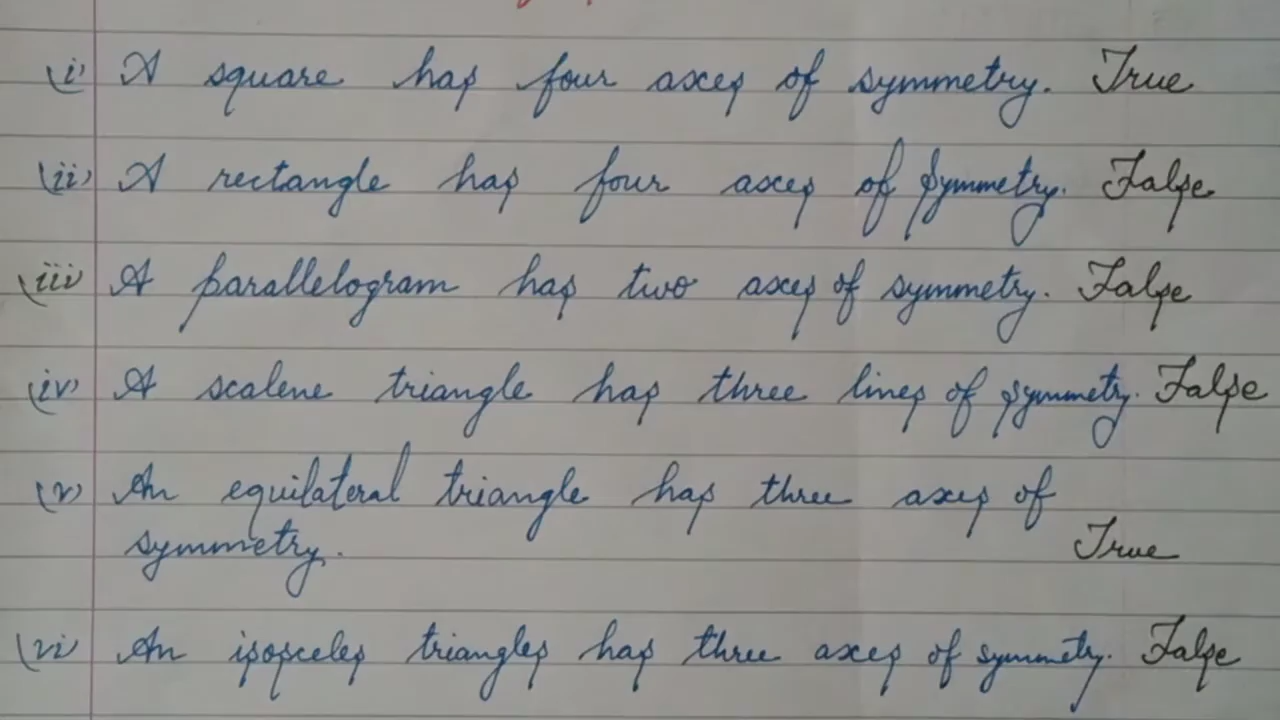 (i) A square has four axes of symmetry. True
(ii) A rectangle has four axes of symmetry. False
(iii) A parallelogram has two axes of symmetry. False
(iv) A scalene triangle has three lines of symmetry. False
(v) An equilateral triangle has three axes of
symmetry. True
(vi) An isosceles triangles has three axes of symmetry. False